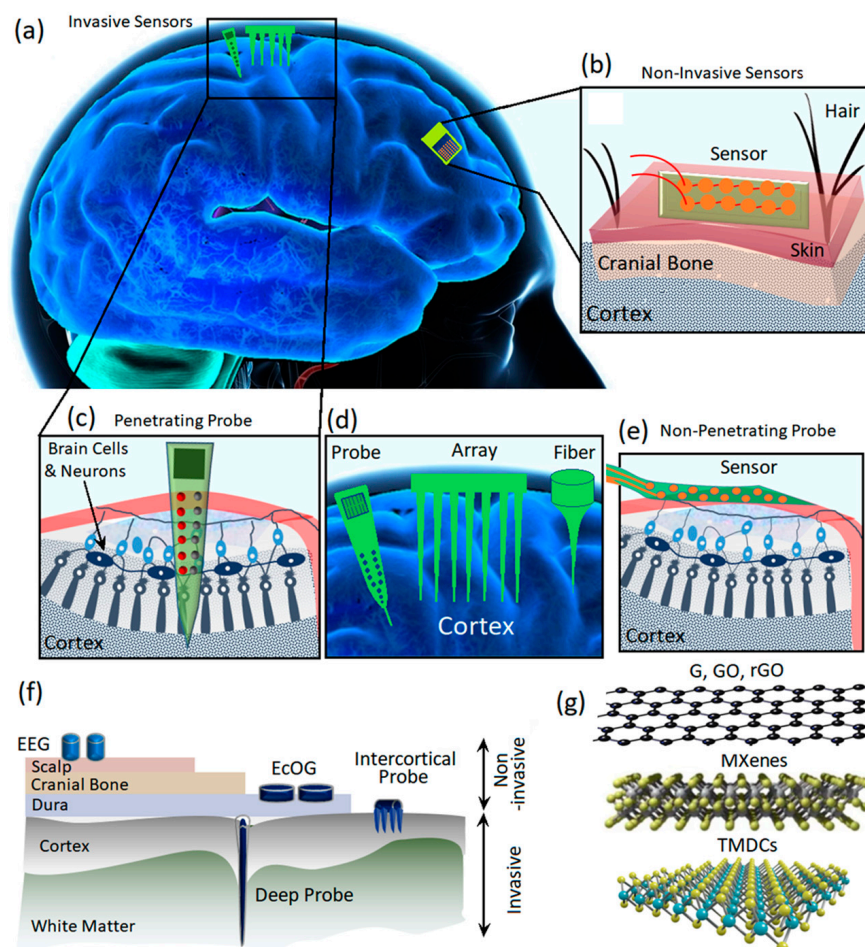 (a)
Invasive Sensors
(b)
Non-Invasive Sensors
Hair
Sensor
Skin
Cranial Bone
Cortex
(c)
Penetrating Probe
Brain Cells
& Neurons
Cortex
(d)
Probe
Array
Fiber
Cortex
(e)
Non-Penetrating Probe
Sensor
Cortex
(f)
EEG
Scalp
Cranial Bone
Dura
EcOG
Intercortical
Probe
Non
-invasive
Cortex
Deep Probe
White Matter
Invasive
(g)
G, GO, rGO
MXenes
TMDCs